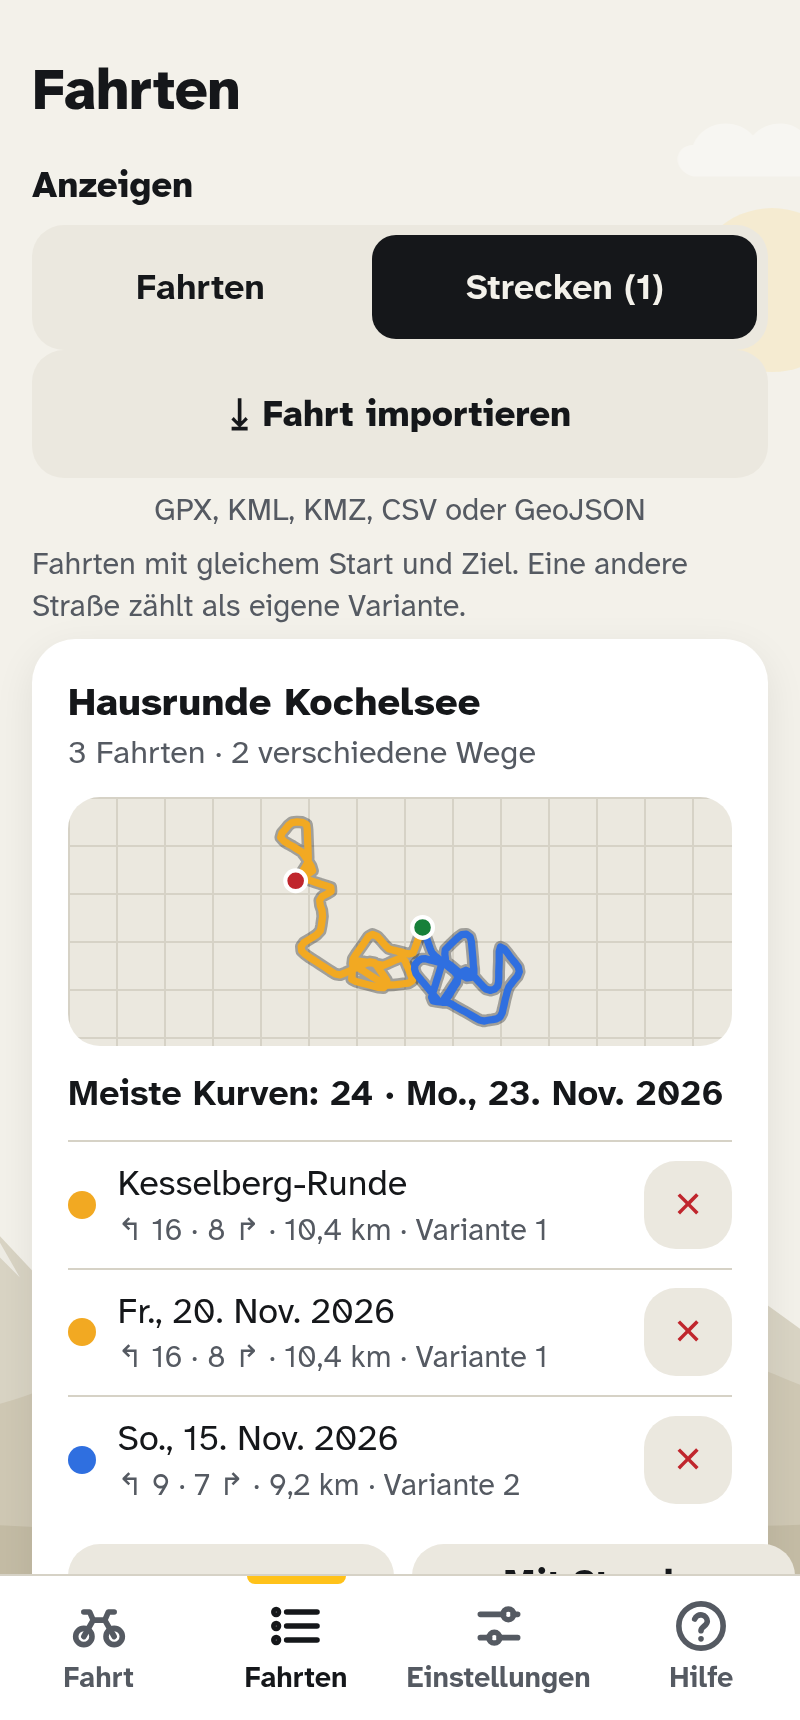 Fahrten
Anzeigen
Fahrten
Strecken (1)
↓ Fahrt importieren
GPX, KML, KMZ, CSV oder GeoJSON
Fahrten mit gleichem Start und Ziel. Eine andere
Straße zählt als eigene Variante.
Hausrunde Kochelsee
3 Fahrten · 2 verschiedene Wege
Meiste Kurven: 24 · Mo., 23. Nov. 2026
Kesselberg-Runde
↰ 16 · 8 ↱ · 10,4 km · Variante 1
✕
Fr., 20. Nov. 2026
↰ 16 · 8 ↱ · 10,4 km · Variante 1
✕
So., 15. Nov. 2026
↰ 9 · 7 ↱ · 9,2 km · Variante 2
✕
Fahrt
Fahrten
Einstellungen
Hilfe